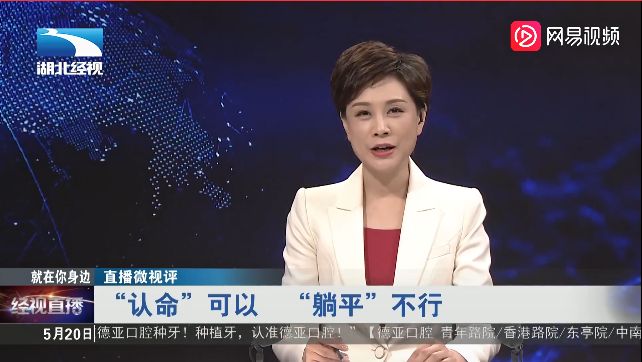 湖北经视
网易视频
就在你身边 直播微视评
经视直播
“认命”可以 “躺平”不行
5月20日 德亚口腔种牙！种植牙，认准德亚口腔！”【德亚口腔 青年路院/香港路院/东亭院/中南